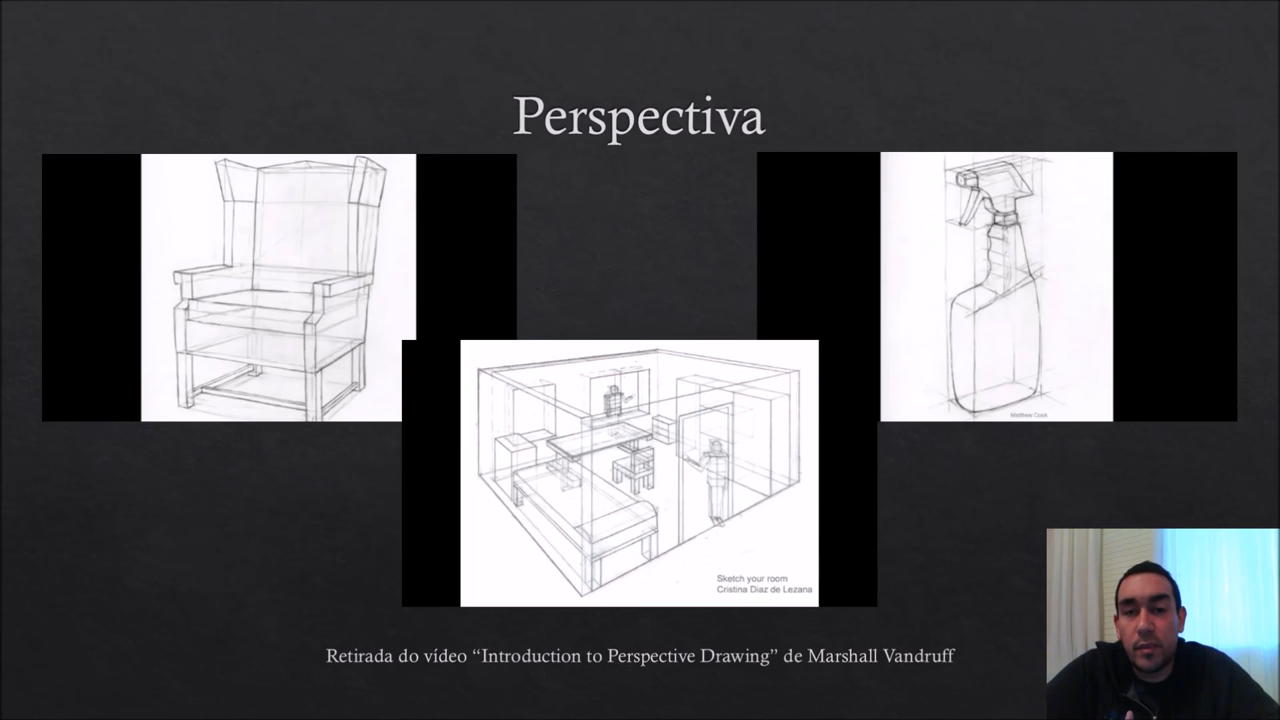 Perspectiva
Matthew Cook
Sketch your room
Cristina Diaz de Lezana
Retirada do vídeo “Introduction to Perspective Drawing” de Marshall Vandruff